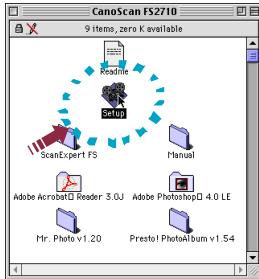 CanoScan FS2710
9 items, zero K available
Readme
Setup
ScanExpert FS
Manual
Adobe Acrobat□ Reader 3.0J
Adobe Photoshop□ 4.0 LE
Mr. Photo v1.20
Presto! PhotoAlbum v1.54